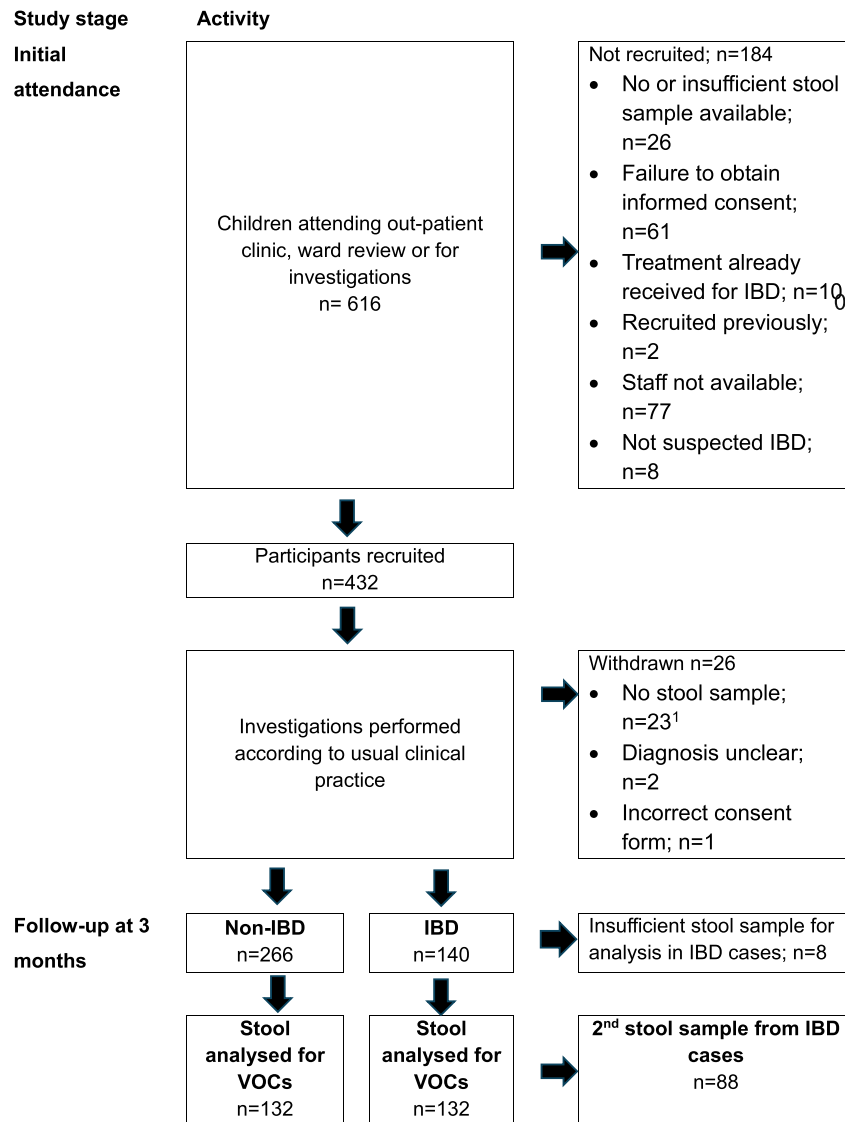 Study stage
Activity
Initial
attendance
Children attending out-patient
clinic, ward review or for
investigations
n= 616
Not recruited; n=184
• No or insufficient stool
sample available;
n=26
• Failure to obtain
informed consent;
n=61
• Treatment already
received for IBD; n=10
0
• Recruited previously;
n=2
• Staff not available;
n=77
• Not suspected IBD;
n=8
Participants recruited
n=432
Investigations performed
according to usual clinical
practice
Withdrawn n=26
• No stool sample;
n=23¹
• Diagnosis unclear;
n=2
• Incorrect consent
form; n=1
Follow-up at 3
months
Non-IBD
n=266
IBD
n=140
Insufficient stool sample for
analysis in IBD cases; n=8
Stool
analysed for
VOCs
n=132
Stool
analysed for
VOCs
n=132
2nd stool sample from IBD
cases
n=88